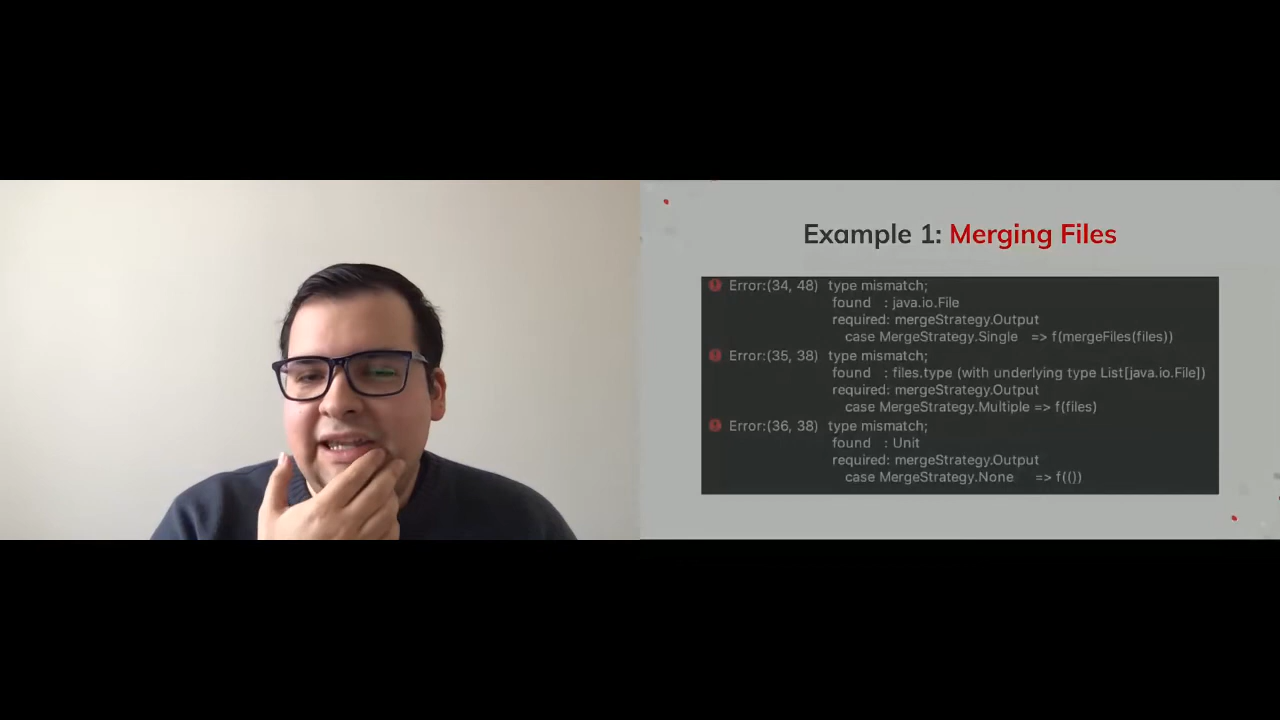 Example 1: Merging Files
Error:(34, 48) type mismatch;
found : java.io.File
required: mergeStrategy.Output
case MergeStrategy.Single => f(mergeFiles(files))
Error:(35, 38) type mismatch;
found : files.type (with underlying type List[java.io.File])
required: mergeStrategy.Output
case MergeStrategy.Multiple => f(files)
Error:(36, 38) type mismatch;
found : Unit
required: mergeStrategy.Output
case MergeStrategy.None => f(())